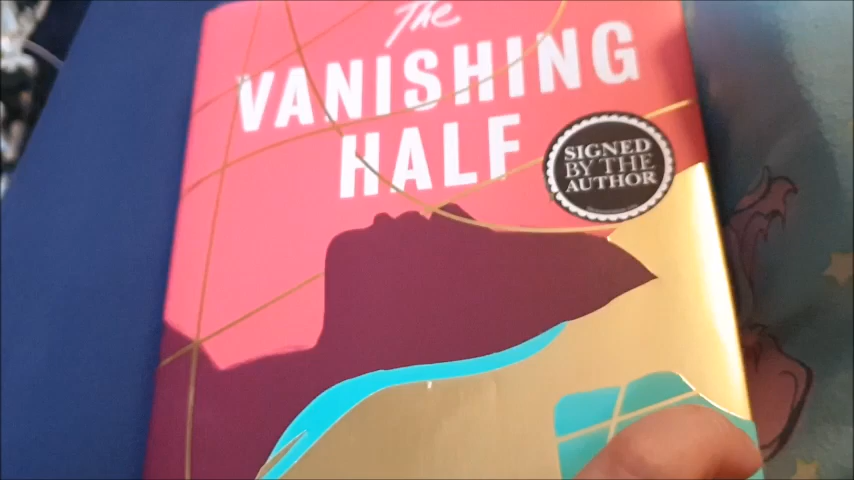 The
VANISHING
HALF
SIGNED
BY THE
AUTHOR